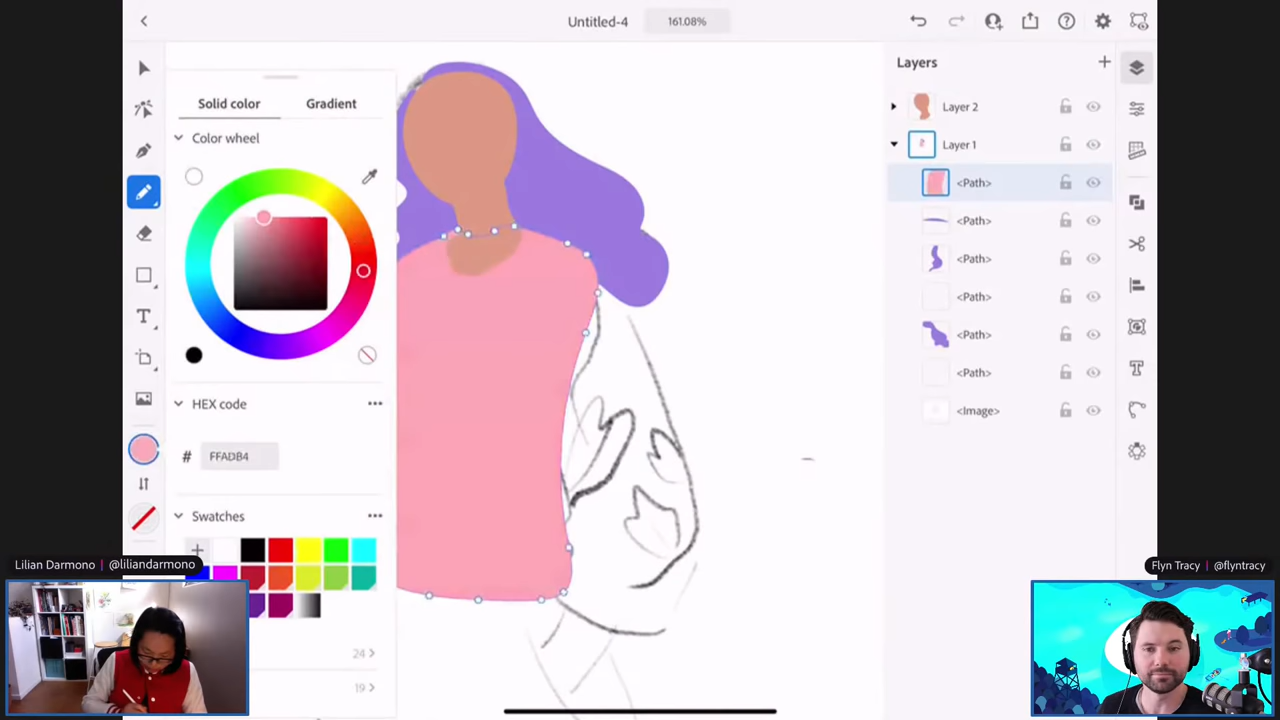 Untitled-4
161.08%
Layers
Solid color
Gradient
Color wheel
Layer 2
Layer 1
<Path>
<Path>
<Path>
<Path>
<Path>
<Path>
<Image>
HEX code
# FFADB4
Swatches
24
19
Lilian Darmono | @liliandarmono
Flyn Tracy | @flyntracy